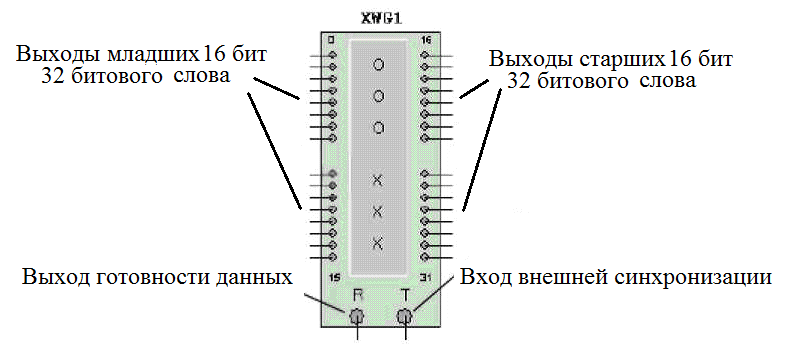 XWG1
Выходы младших 16 бит
32 битового слова
Выходы старших 16 бит
32 битового слова
0 16
O
O
O
X
X
X
15 31
R T
Выход готовности данных
Вход внешней синхронизации